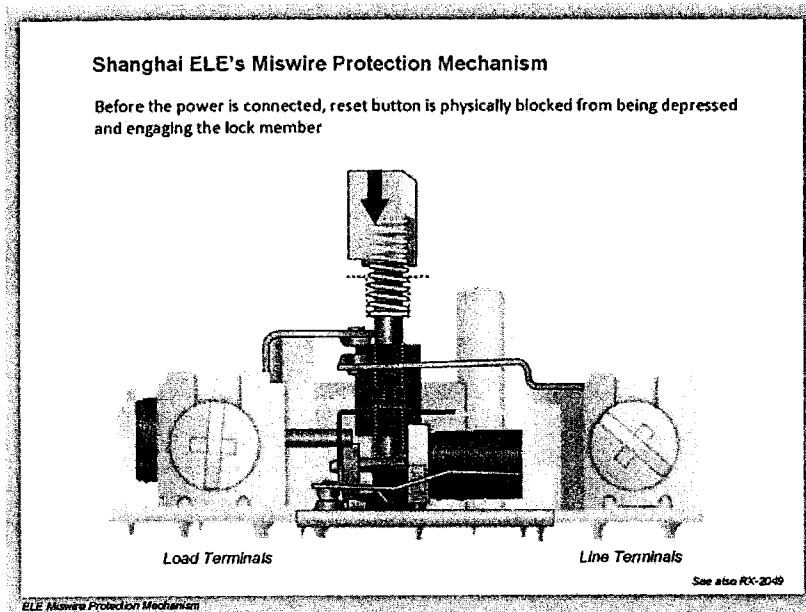 Shanghai ELE's Miswire Protection Mechanism
Before the power is connected, reset button is physically blocked from being depressed
and engaging the lock member
Load Terminals
Line Terminals
See also RX-2049
ELE Miswire Protection Mechanism